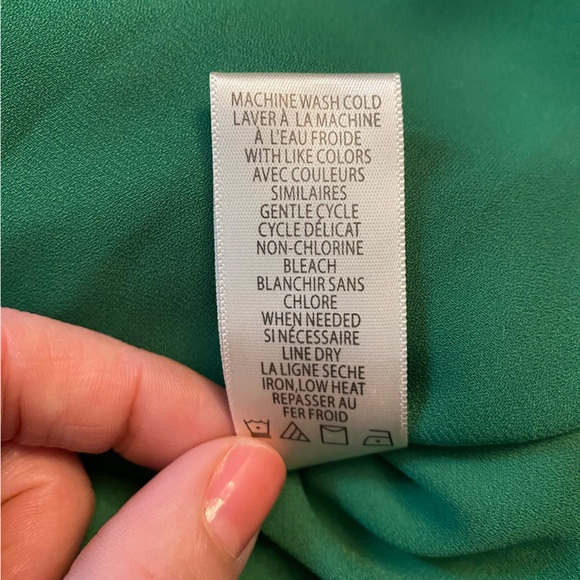 MACHINE WASH COLD
LAVER À LA MACHINE
À L'EAU FROIDE
WITH LIKE COLORS
AVEC COULEURS
SIMILAIRES
GENTLE CYCLE
CYCLE DÉLICAT
NON-CHLORINE
BLEACH
BLANCHIR SANS
CHLORE
WHEN NEEDED
SI NÉCESSAIRE
LINE DRY
LA LIGNE SECHE
IRON,LOW HEAT
REPASSER AU
FER FROID